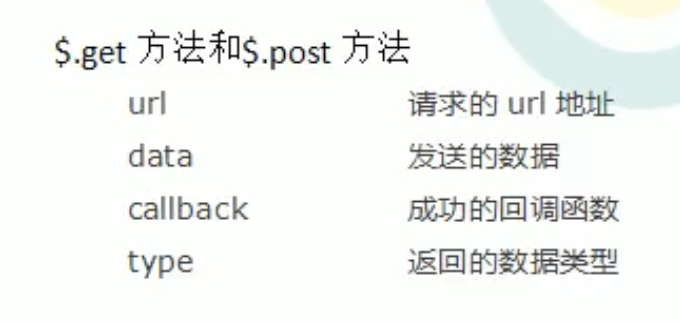 $.get 方法和$.post 方法
url 请求的 url 地址
data 发送的数据
callback 成功的回调函数
type 返回的数据类型